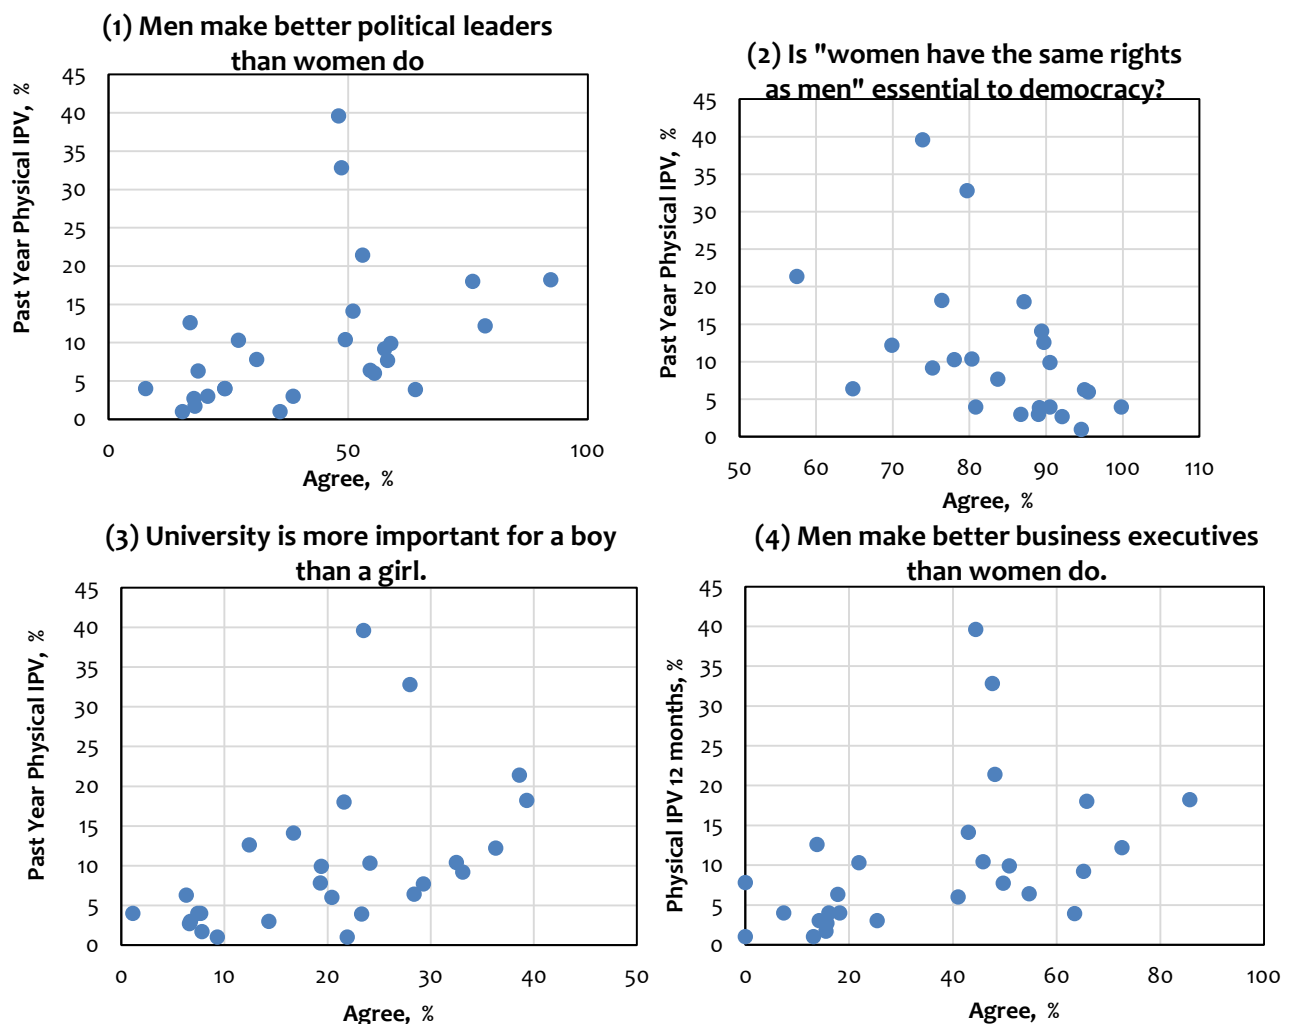 (1) Men make better political leaders
than women do
Past Year Physical IPV, %
45
40
35
30
25
20
15
10
5
0
0 50 100
Agree, %
(2) Is "women have the same rights
as men" essential to democracy?
Past Year Physical IPV, %
45
40
35
30
25
20
15
10
5
0
50 60 70 80 90 100 110
Agree, %
(3) University is more important for a boy
than a girl.
Past Year Physical IPV, %
45
40
35
30
25
20
15
10
5
0
0 10 20 30 40 50
Agree, %
(4) Men make better business executives
than women do.
Physical IPV 12 months, %
45
40
35
30
25
20
15
10
5
0
0 20 40 60 80 100
Agree, %